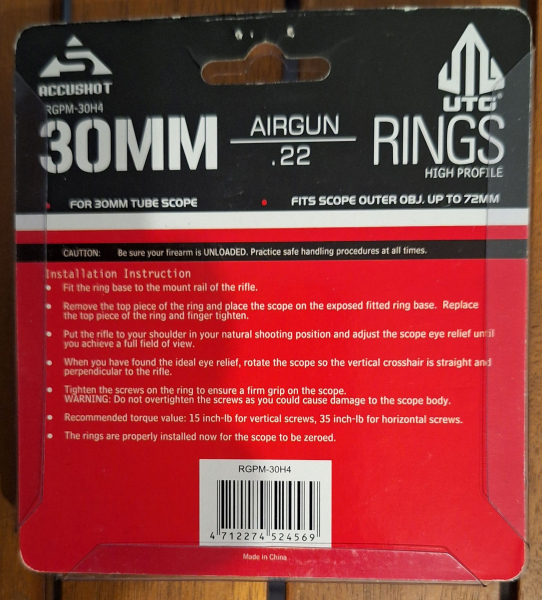 ACCUSHOT
UTG®
RGPM-30H4
30MM AIRGUN .22 RINGS
HIGH PROFILE
• FOR 30MM TUBE SCOPE • FITS SCOPE OUTER OBJ. UP TO 72MM
CAUTION: Be sure your firearm is UNLOADED. Practice safe handling procedures at all times.
Installation Instruction
• Fit the ring base to the mount rail of the rifle.
• Remove the top piece of the ring and place the scope on the exposed fitted ring base. Replace
the top piece of the ring and finger tighten.
• Put the rifle to your shoulder in your natural shooting position and adjust the scope eye relief until
you achieve a full field of view.
• When you have found the ideal eye relief, rotate the scope so the vertical crosshair is straight and
perpendicular to the rifle.
• Tighten the screws on the ring to ensure a firm grip on the scope.
WARNING: Do not overtighten the screws as you could cause damage to the scope body.
• Recommended torque value: 15 inch-lb for vertical screws, 35 inch-lb for horizontal screws.
• The rings are properly installed now for the scope to be zeroed.
RGPM-30H4
4 712274 524569
Made in China